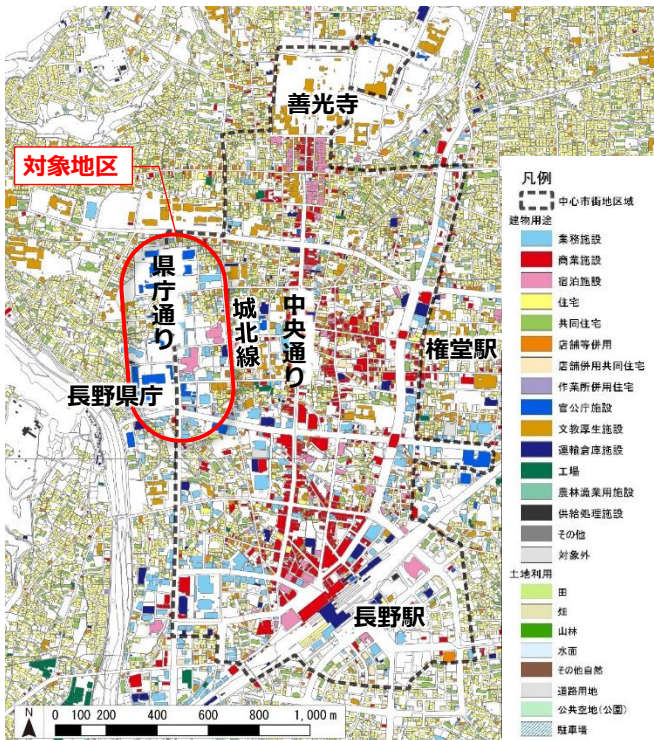 善光寺
対象地区
県庁通り
城北線
中央通り
権堂駅
長野県庁
長野駅
凡例
中心市街地区域
建物用途
業務施設
商業施設
宿泊施設
住宅
共同住宅
店舗等併用
店舗併用共同住宅
作業所併用住宅
官公庁施設
文教厚生施設
運輸倉庫施設
工場
農林漁業用施設
供給処理施設
その他
対象外
土地利用
田
畑
山林
水面
その他自然
道路用地
公共空地(公園)
駐車場
N
0 100 200 400 600 800 1,000 m